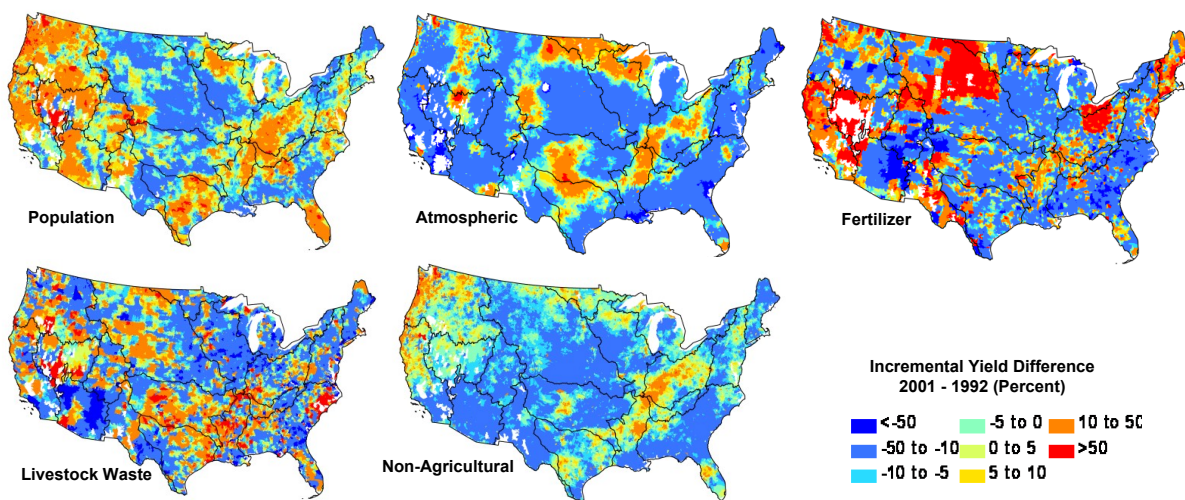 Population
Atmospheric
Fertilizer
Livestock Waste
Non-Agricultural
Incremental Yield Difference
2001 - 1992 (Percent)
< -50
-5 to 0
10 to 50
-50 to -10
0 to 5
>50
-10 to -5
5 to 10